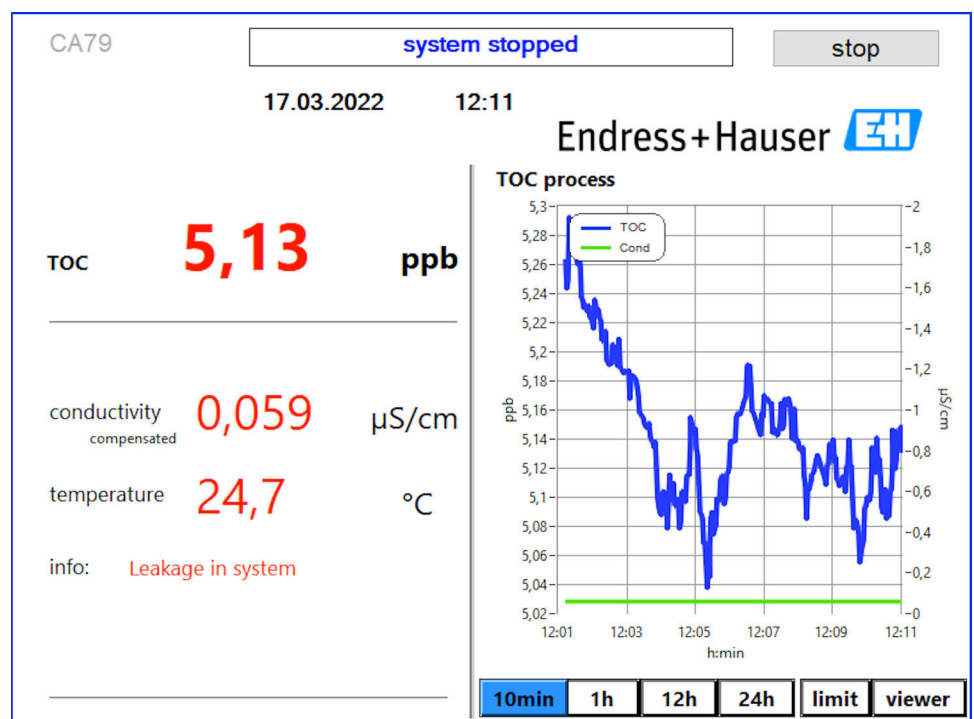 CA79
system stopped
stop
17.03.2022 12:11
Endress+Hauser EH
TOC process
TOC 5,13 ppb
conductivity compensated 0,059 µS/cm
temperature 24,7 °C
info: Leakage in system
TOC
Cond
5,3
5,28
5,26
5,24
5,22
5,2
5,18
5,16
5,14
5,12
5,1
5,08
5,06
5,04
5,02
ppb
2
1,8
1,6
1,4
1,2
1
0,8
0,6
0,4
0,2
0
µS/cm
12:01 12:03 12:05 12:07 12:09 12:11
h:min
10min 1h 12h 24h limit viewer